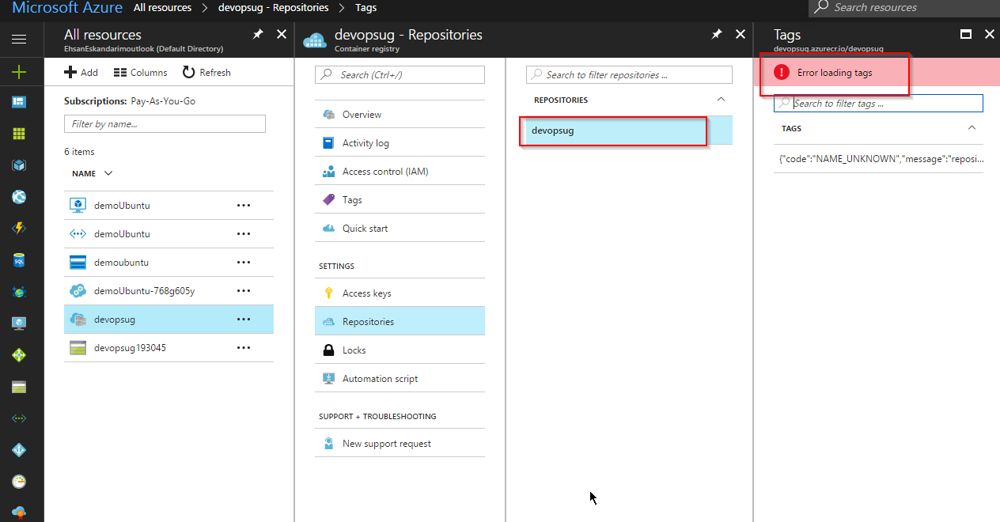 Microsoft Azure All resources > devopsug - Repositories > Tags
Search resources
All resources
EhsanEskandarimoutlook (Default Directory)
Add Columns Refresh
Subscriptions: Pay-As-You-Go
Filter by name...
6 items
NAME
demoUbuntu
demoUbuntu
demoubuntu
demoUbuntu-768g605y
devopsug
devopsug193045
devopsug - Repositories
Container registry
Search (Ctrl+/)
Overview
Activity log
Access control (IAM)
Tags
Quick start
SETTINGS
Access keys
Repositories
Locks
Automation script
SUPPORT + TROUBLESHOOTING
New support request
Search to filter repositories ...
REPOSITORIES
devopsug
Tags
devopsug.azurecr.io/devopsug
Error loading tags
Search to filter tags ...
TAGS
{"code":"NAME_UNKNOWN","message":"reposi...
SQL